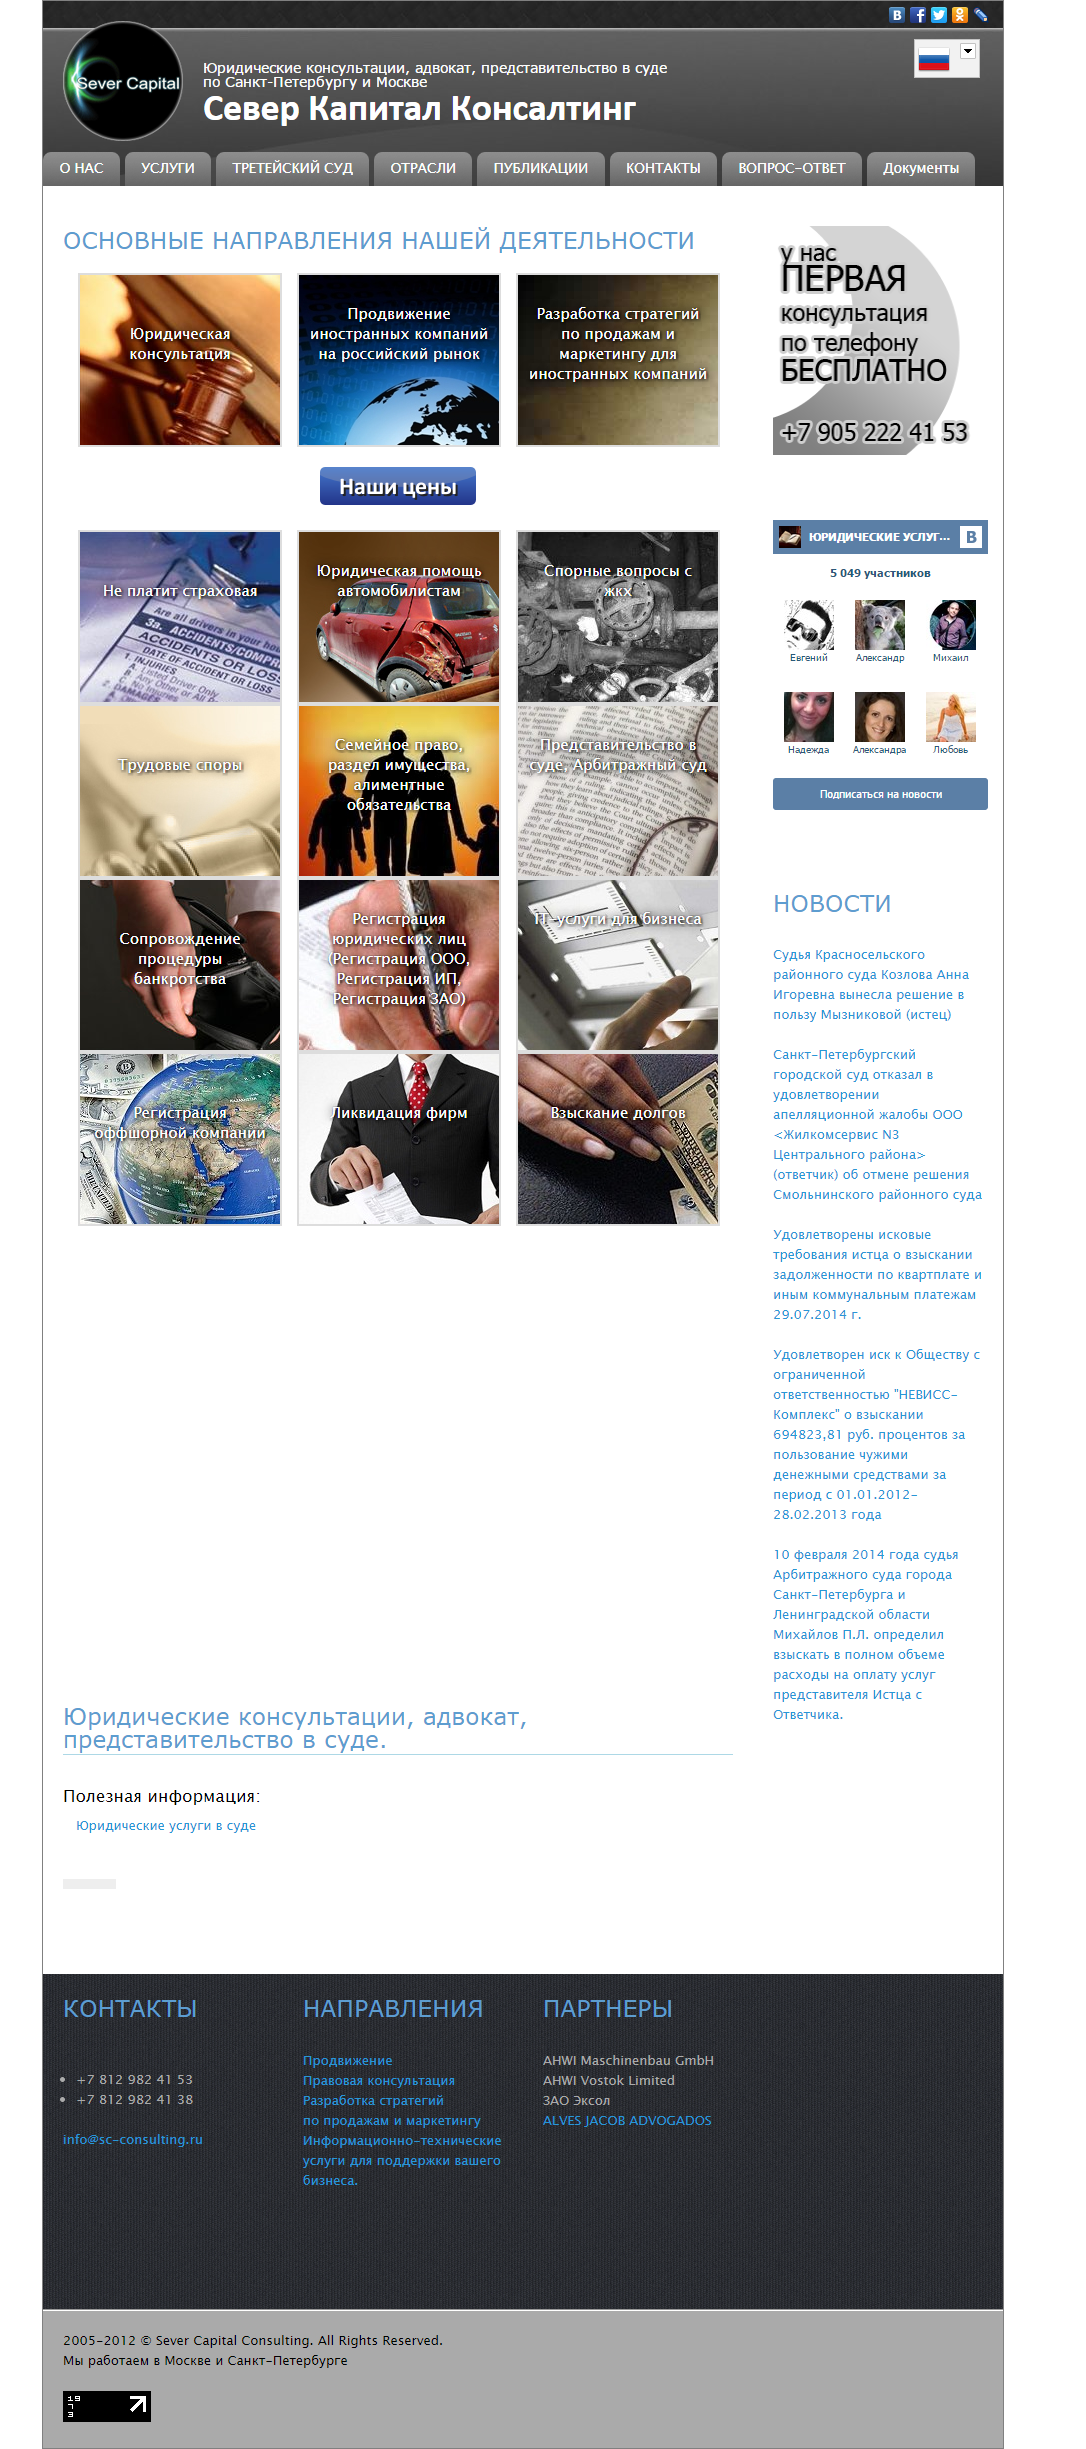 Sever Capital
Юридические консультации, адвокат, представительство в суде
по Санкт-Петербургу и Москве
Север Капитал Консалтинг
О НАС
УСЛУГИ
ТРЕТЕЙСКИЙ СУД
ОТРАСЛИ
ПУБЛИКАЦИИ
КОНТАКТЫ
ВОПРОС-ОТВЕТ
Документы
ОСНОВНЫЕ НАПРАВЛЕНИЯ НАШЕЙ ДЕЯТЕЛЬНОСТИ
Юридическая
консультация
Продвижение
иностранных компаний
на российский рынок
Разработка стратегий
по продажам и
маркетингу для
иностранных компаний
Наши цены
Не платит страховая
Юридическая помощь
автомобилистам
Спорные вопросы с
жкх
Трудовые споры
Семейное право,
раздел имущества,
алиментные
обязательства
Представительство в
суде, Арбитражный суд
Сопровождение
процедуры
банкротства
Регистрация
юридических лиц
(Регистрация ООО,
Регистрация ИП,
Регистрация ЗАО)
IT-услуги для бизнеса
Регистрация
оффшорной компании
Ликвидация фирм
Взыскание долгов
у нас
ПЕРВАЯ
консультация
по телефону
БЕСПЛАТНО
+7 905 222 41 53
ЮРИДИЧЕСКИЕ УСЛУГ...
5 049 участников
Евгений
Александр
Михаил
Надежда
Александра
Любовь
Подписаться на новости
НОВОСТИ
Судья Красносельского
районного суда Козлова Анна
Игоревна вынесла решение в
пользу Мызниковой (истец)
Санкт-Петербургский
городской суд отказал в
удовлетворении
апелляционной жалобы ООО
<Жилкомсервис N3
Центрального района>
(ответчик) об отмене решения
Смольнинского районного суда
Удовлетворены исковые
требования истца о взыскании
задолженности по квартплате и
иным коммунальным платежам
29.07.2014 г.
Удовлетворен иск к Обществу с
ограниченной
ответственностью "НЕВИСС-
Комплекс" о взыскании
694823,81 руб. процентов за
пользование чужими
денежными средствами за
период с 01.01.2012-
28.02.2013 года
10 февраля 2014 года судья
Арбитражного суда города
Санкт-Петербурга и
Ленинградской области
Михайлов П.Л. определил
взыскать в полном объеме
расходы на оплату услуг
представителя Истца с
Ответчика.
Юридические консультации, адвокат,
представительство в суде.
Полезная информация:
Юридические услуги в суде
КОНТАКТЫ
+7 812 982 41 53
+7 812 982 41 38
info@sc-consulting.ru
НАПРАВЛЕНИЯ
Продвижение
Правовая консультация
Разработка стратегий
по продажам и маркетингу
Информационно-технические
услуги для поддержки вашего
бизнеса.
ПАРТНЕРЫ
AHWI Maschinenbau GmbH
AHWI Vostok Limited
ЗАО Эксол
ALVES JACOB ADVOGADOS
2005-2012 © Sever Capital Consulting. All Rights Reserved.
Мы работаем в Москве и Санкт-Петербурге
19
7
3